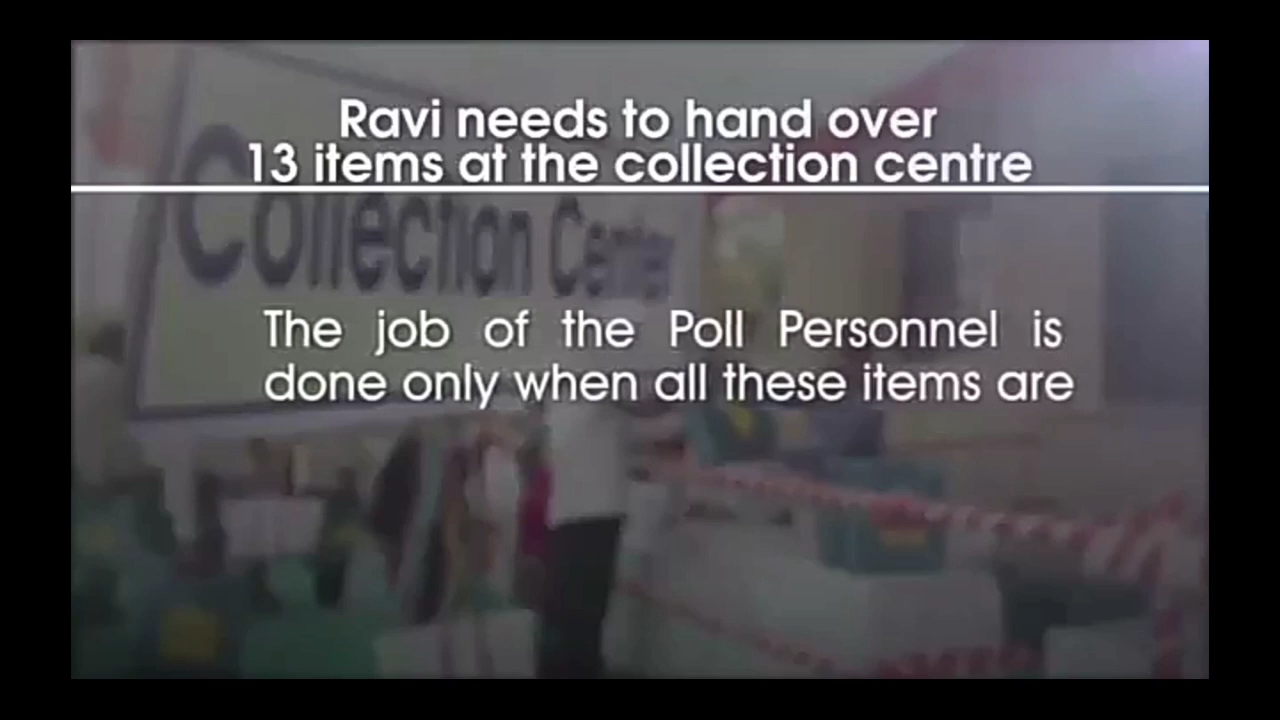 Ravi needs to hand over
13 items at the collection centre
Collection Center
The job of the Poll Personnel is
done only when all these items are